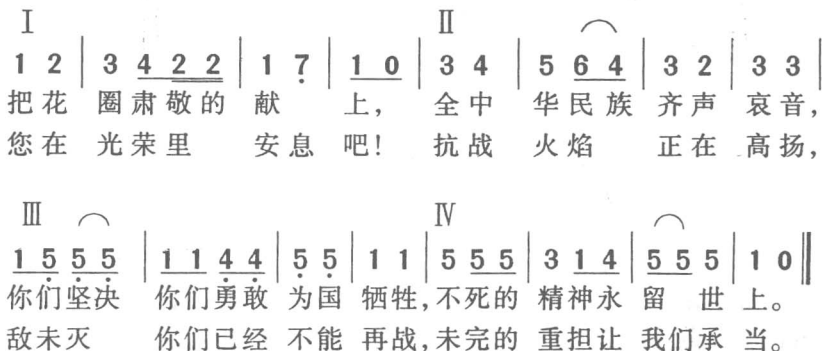 Ⅰ Ⅱ
1 2 | 3 4 2 2 | 1 7̣ | 1 0 | 3 4 | 5 6 4 | 3 2 | 3 3 |
把花 圈肃敬的 献 上, 全中 华民族 齐声 哀音,
您在 光荣里 安息 吧! 抗战 火焰 正在 高扬,
Ⅲ Ⅳ
1 5̣ 5̣ 5̣ | 1 1 4̣ 4̣ | 5̣ 5̣ | 1 1 | 5 5 5 | 3 1 4 | 5 5 5 | 1 0 ‖
你们坚决 你们勇敢 为国 牺牲,不死的 精神永 留 世 上。
敌未灭 你们已经 不能 再战,未完的 重担让 我们承 当。